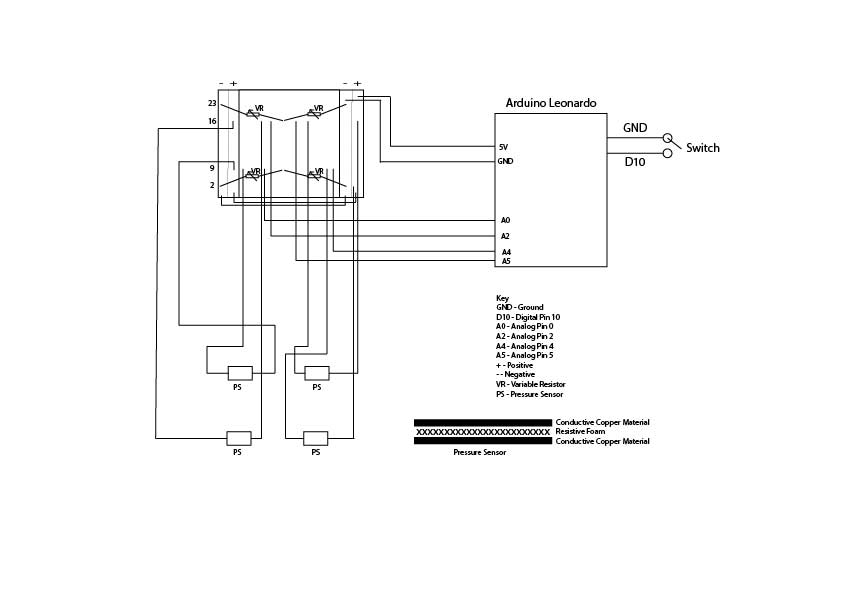 - +
- +
23
VR
VR
16
9
VR
VR
2
Arduino Leonardo
5V
GND
A0
A2
A4
A5
GND
D10
Switch
PS
PS
PS
PS
Key
GND - Ground
D10 - Digital Pin 10
A0 - Analog Pin 0
A2 - Analog Pin 2
A4 - Analog Pin 4
A5 - Analog Pin 5
+ - Positive
- - Negative
VR - Variable Resistor
PS - Pressure Sensor
Conductive Copper Material
XXXXXXXXXXXXXXXXXXXXXXXX Resistive Foam
Conductive Copper Material
Pressure Sensor